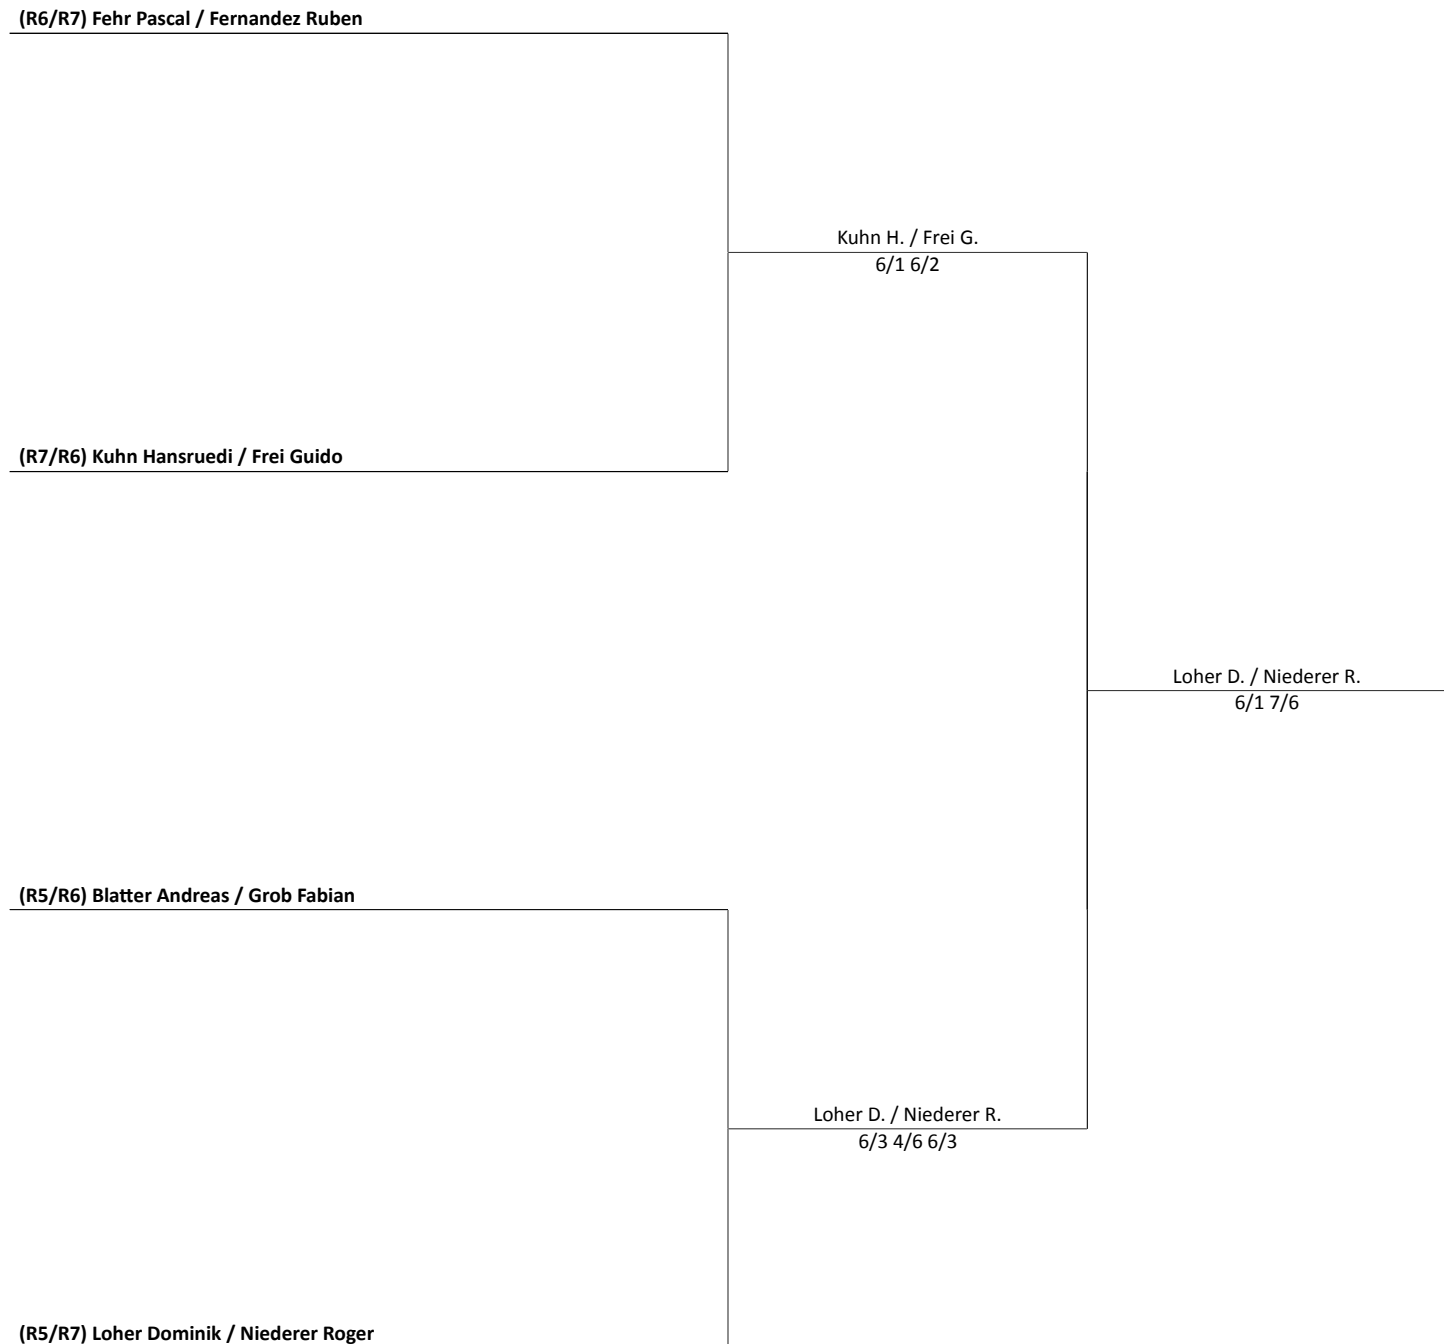 (R6/R7) Fehr Pascal / Fernandez Ruben
Kuhn H. / Frei G.
6/1 6/2
(R7/R6) Kuhn Hansruedi / Frei Guido
Loher D. / Niederer R.
6/1 7/6
(R5/R6) Blatter Andreas / Grob Fabian
Loher D. / Niederer R.
6/3 4/6 6/3
(R5/R7) Loher Dominik / Niederer Roger